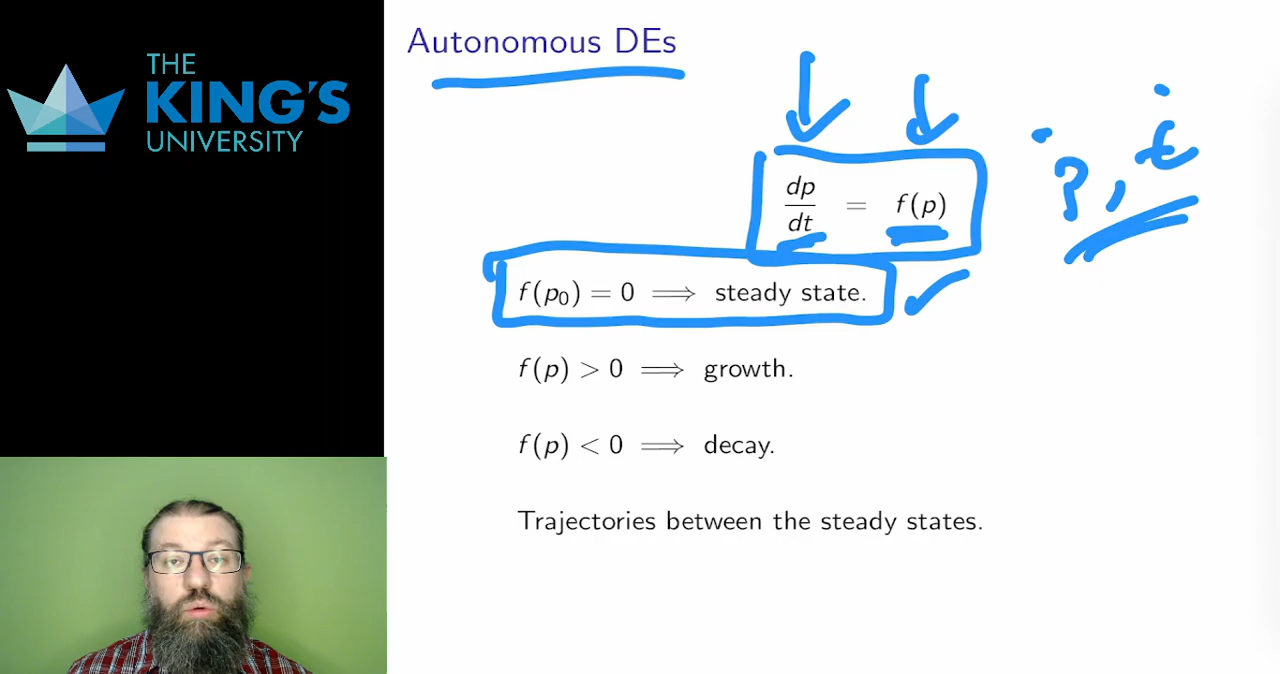 THE
KING'S
UNIVERSITY
Autonomous DEs
dp/dt = f(p)
p, t
f(p₀) = 0 ⟹ steady state.
f(p) > 0 ⟹ growth.
f(p) < 0 ⟹ decay.
Trajectories between the steady states.